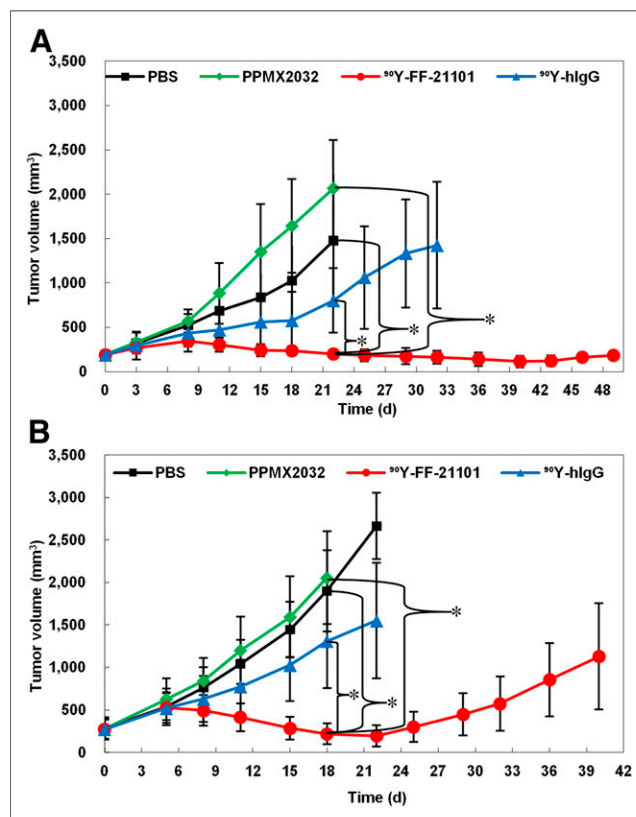 A
PBS PPMX2032 ⁹⁰Y-FF-21101 ⁹⁰Y-hIgG
Tumor volume (mm³)
3,500
3,000
2,500
2,000
1,500
1,000
500
0
*
*
*
0 3 6 9 12 15 18 21 24 27 30 33 36 39 42 45 48
Time (d)
B
PBS PPMX2032 ⁹⁰Y-FF-21101 ⁹⁰Y-hIgG
Tumor volume (mm³)
3,500
3,000
2,500
2,000
1,500
1,000
500
0
*
*
*
0 3 6 9 12 15 18 21 24 27 30 33 36 39 42
Time (d)